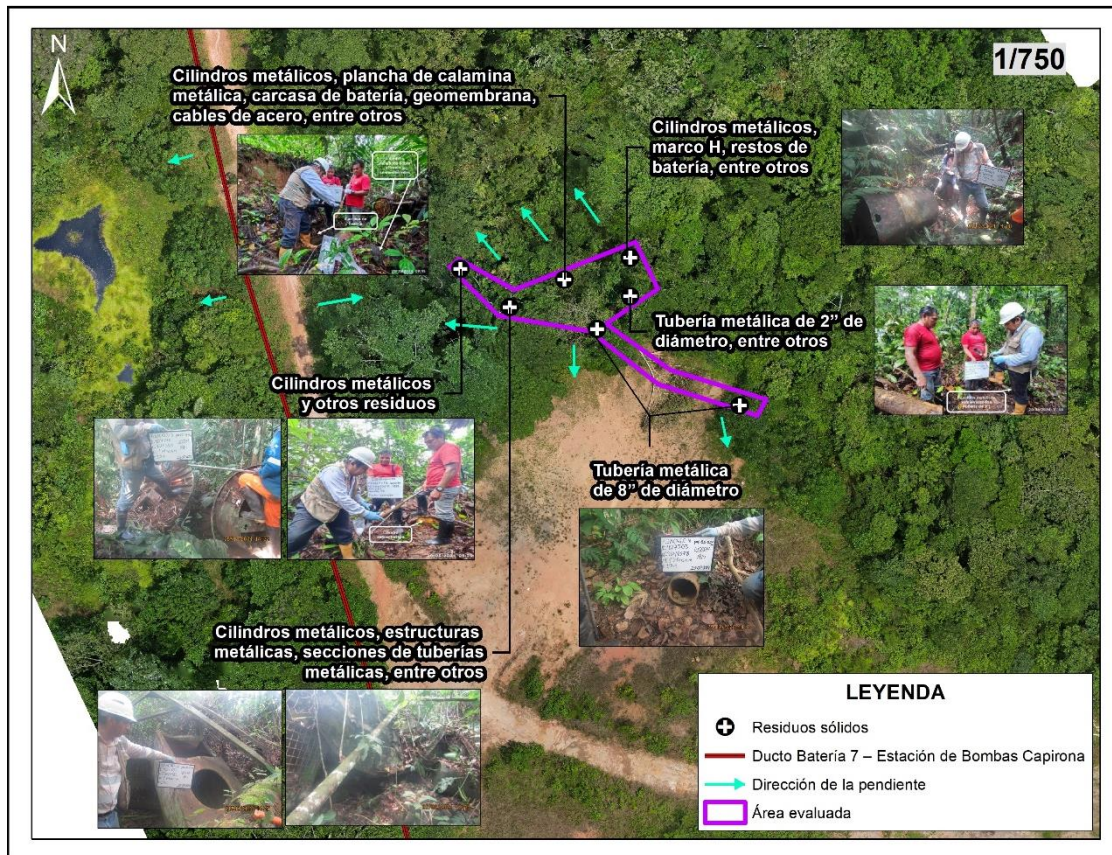 N
1/750
Cilindros metálicos, plancha de calamina
metálica, carcasa de batería, geomembrana,
cables de acero, entre otros
Cilindros metálicos,
marco H, restos de
batería, entre otros
Tubería metálica de 2” de
diámetro, entre otros
Cilindros metálicos
y otros residuos
Tubería metálica
de 8” de diámetro
Cilindros metálicos, estructuras
metálicas, secciones de tuberías
metálicas, entre otros
LEYENDA
Residuos sólidos
Ducto Batería 7 – Estación de Bombas Capirona
Dirección de la pendiente
Área evaluada